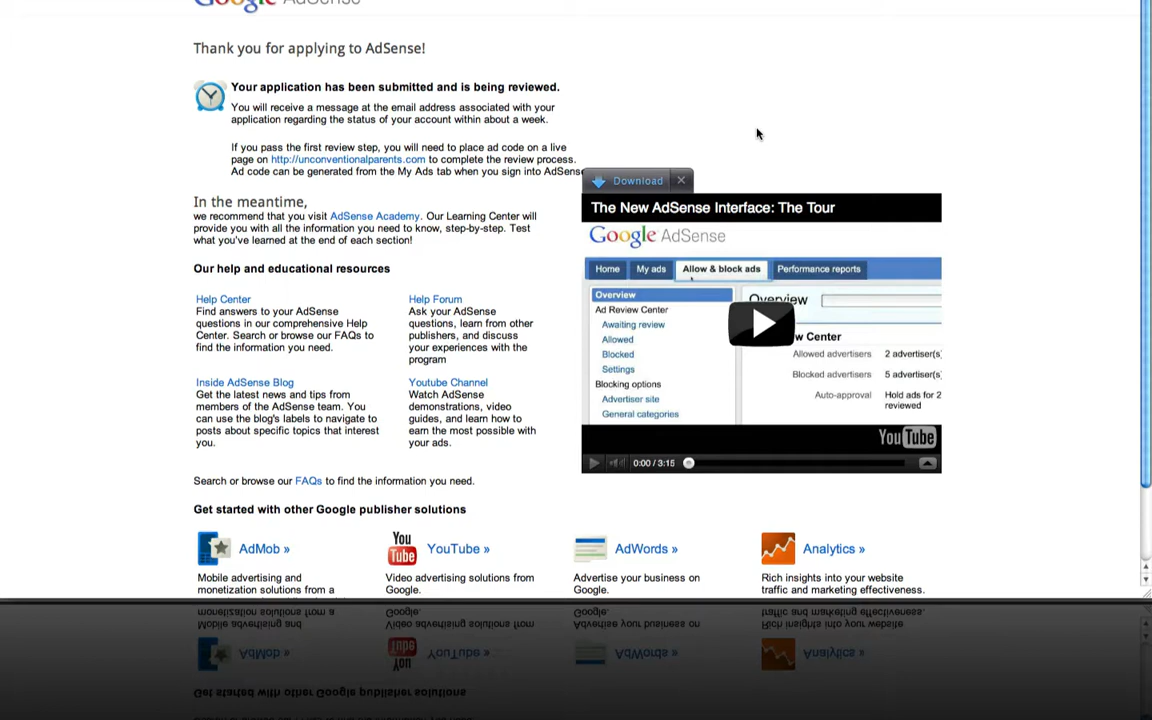 Google AdSense
Thank you for applying to AdSense!
Your application has been submitted and is being reviewed.
You will receive a message at the email address associated with your
application regarding the status of your account within about a week.
If you pass the first review step, you will need to place ad code on a live
page on http://unconventionalparents.com to complete the review process.
Ad code can be generated from the My Ads tab when you sign into AdSense
In the meantime,
we recommend that you visit AdSense Academy. Our Learning Center will
provide you with all the information you need to know, step-by-step. Test
what you've learned at the end of each section!
Our help and educational resources
Help Center
Find answers to your AdSense
questions in our comprehensive Help
Center. Search or browse our FAQs to
find the information you need.
Help Forum
Ask your AdSense
questions, learn from other
publishers, and discuss
your experiences with the
program
Inside AdSense Blog
Get the latest news and tips from
members of the AdSense team. You
can use the blog's labels to navigate to
posts about specific topics that interest
you.
Youtube Channel
Watch AdSense
demonstrations, video
guides, and learn how to
earn the most possible with
your ads.
Search or browse our FAQs to find the information you need.
Download
The New AdSense Interface: The Tour
Google AdSense
Home My ads Allow & block ads Performance reports
Overview
Ad Review Center
Awaiting review
Allowed
Blocked
Settings
Blocking options
Advertiser site
General categories
Overview
w Center
Allowed advertisers 2 advertiser(s)
Blocked advertisers 5 advertiser(s)
Auto-approval Hold ads for 2
reviewed
YouTube
0:00 / 3:15
Get started with other Google publisher solutions
AdMob »
Mobile advertising and
monetization solutions from a
You Tube
YouTube »
Video advertising solutions from
Google.
AdWords »
Advertise your business on
Google.
Analytics »
Rich insights into your website
traffic and marketing effectiveness.